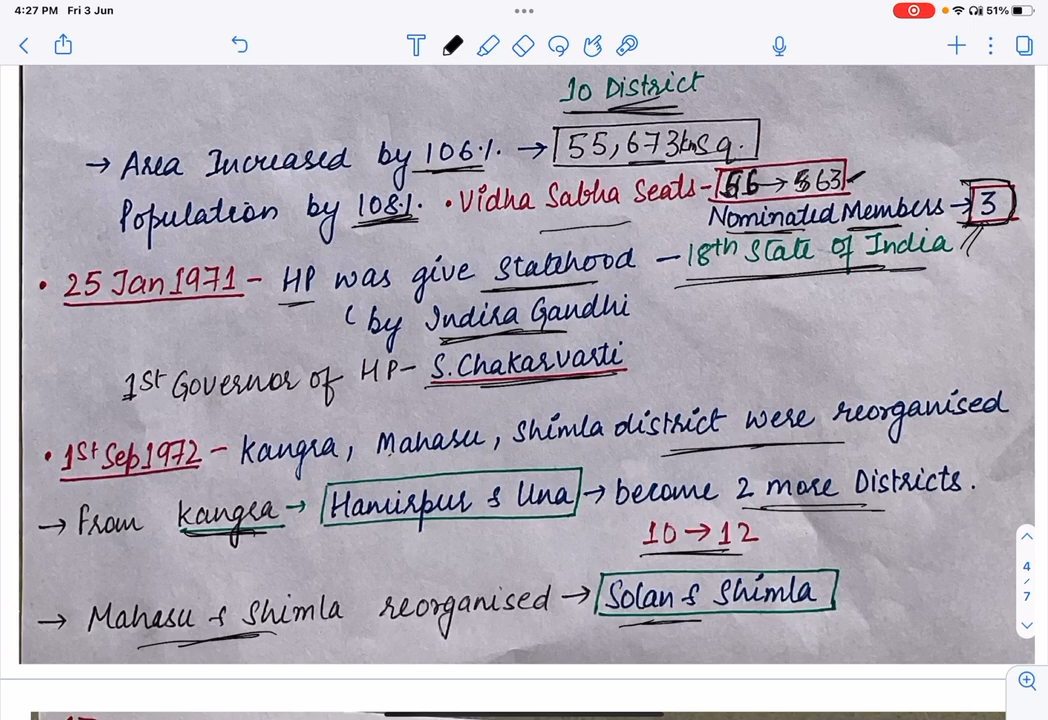 4:27 PM Fri 3 Jun
51%
T
10 District
→ Area Increased by 106%. → 55,673km sq.
Population by 108%. • Vidha Sabha Seats - → 63
Nominated Members → 3
• 25 Jan 1971 - HP was give Statehood - 18th State of India
( by Indira Gandhi
1st Governor of HP - S. Chakarvarti
• 1st Sep 1972 - Kangra, Mahasu, Shimla district were reorganised
→ From Kangra → Hamirpur & Una → become 2 more Districts.
10 → 12
→ Mahasu & Shimla reorganised → Solan & Shimla
4
/
7